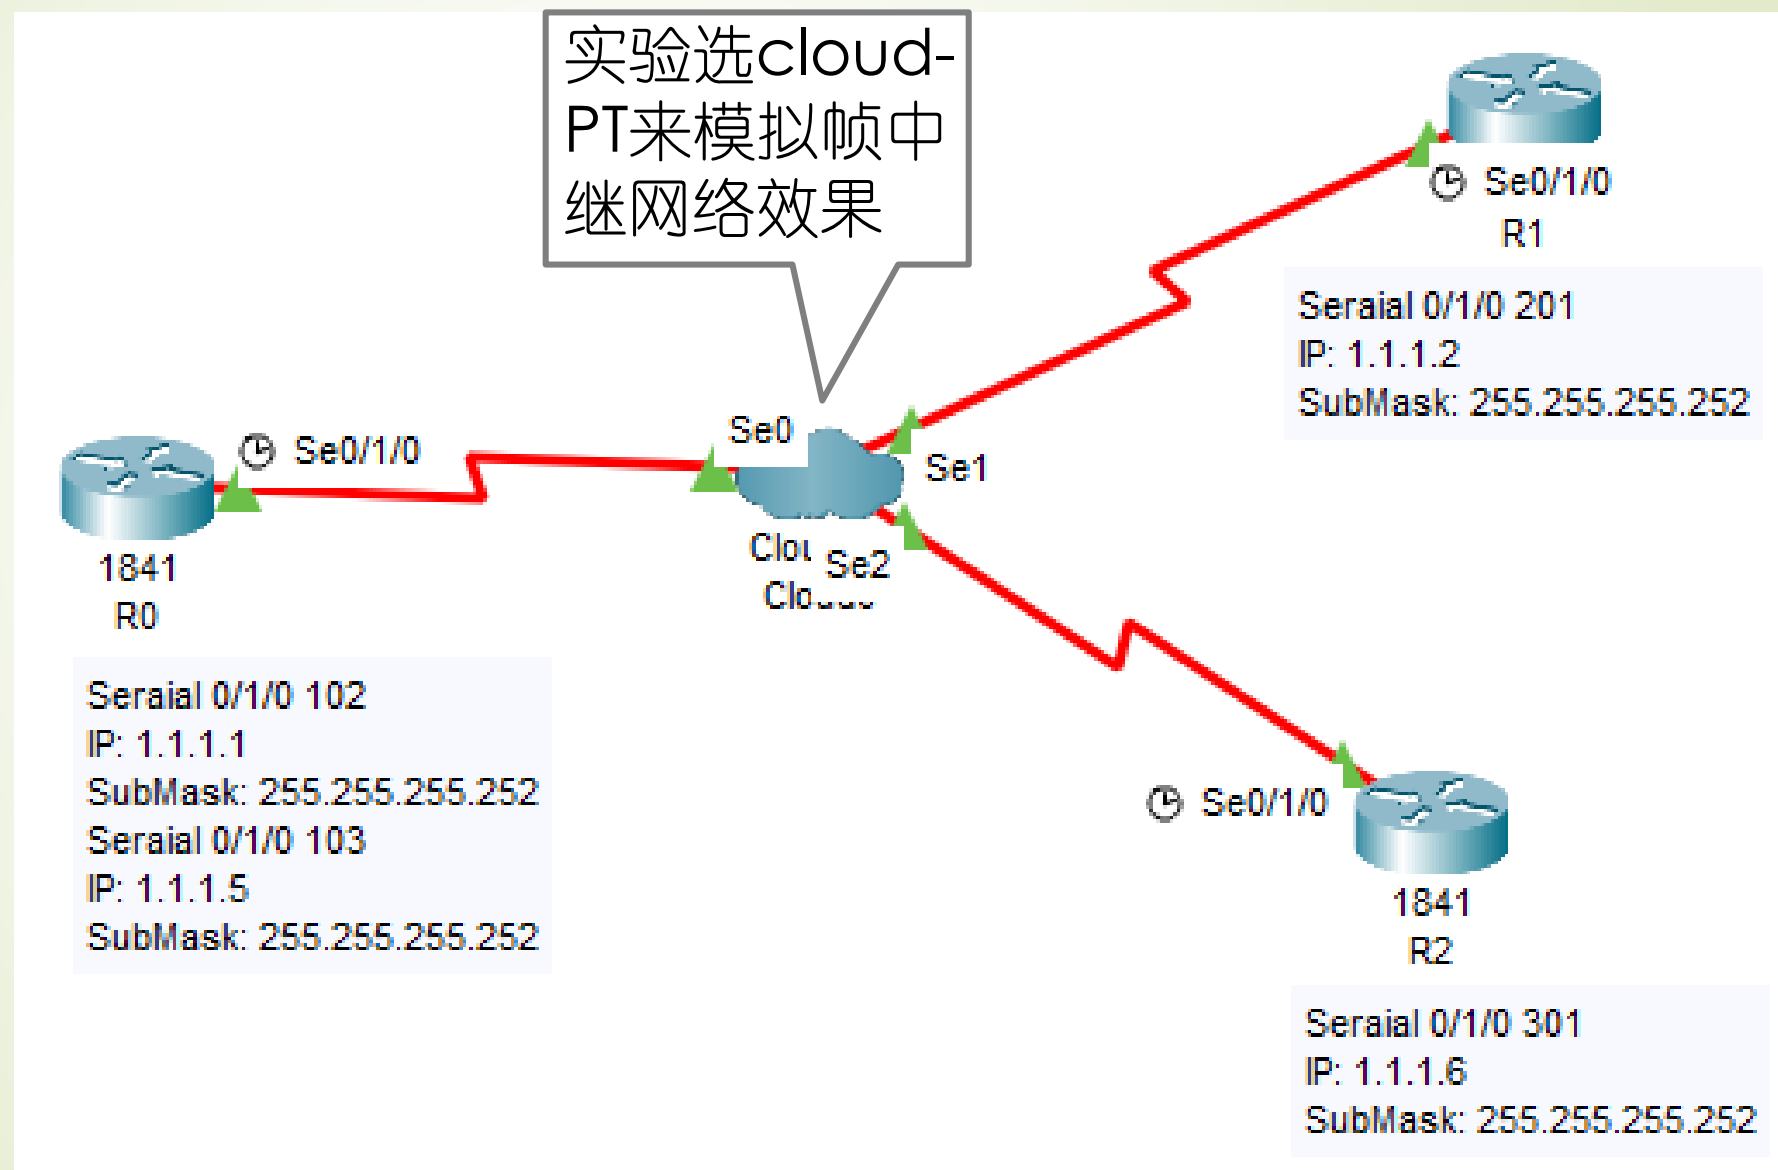 实验选cloud-
PT来模拟帧中
继网络效果
Se0/1/0
R1
Seraial 0/1/0 201
IP: 1.1.1.2
SubMask: 255.255.255.252
Se0
Se1
Se2
Se0/1/0
1841
R0
Seraial 0/1/0 102
IP: 1.1.1.1
SubMask: 255.255.255.252
Seraial 0/1/0 103
IP: 1.1.1.5
SubMask: 255.255.255.252
Se0/1/0
1841
R2
Seraial 0/1/0 301
IP: 1.1.1.6
SubMask: 255.255.255.252